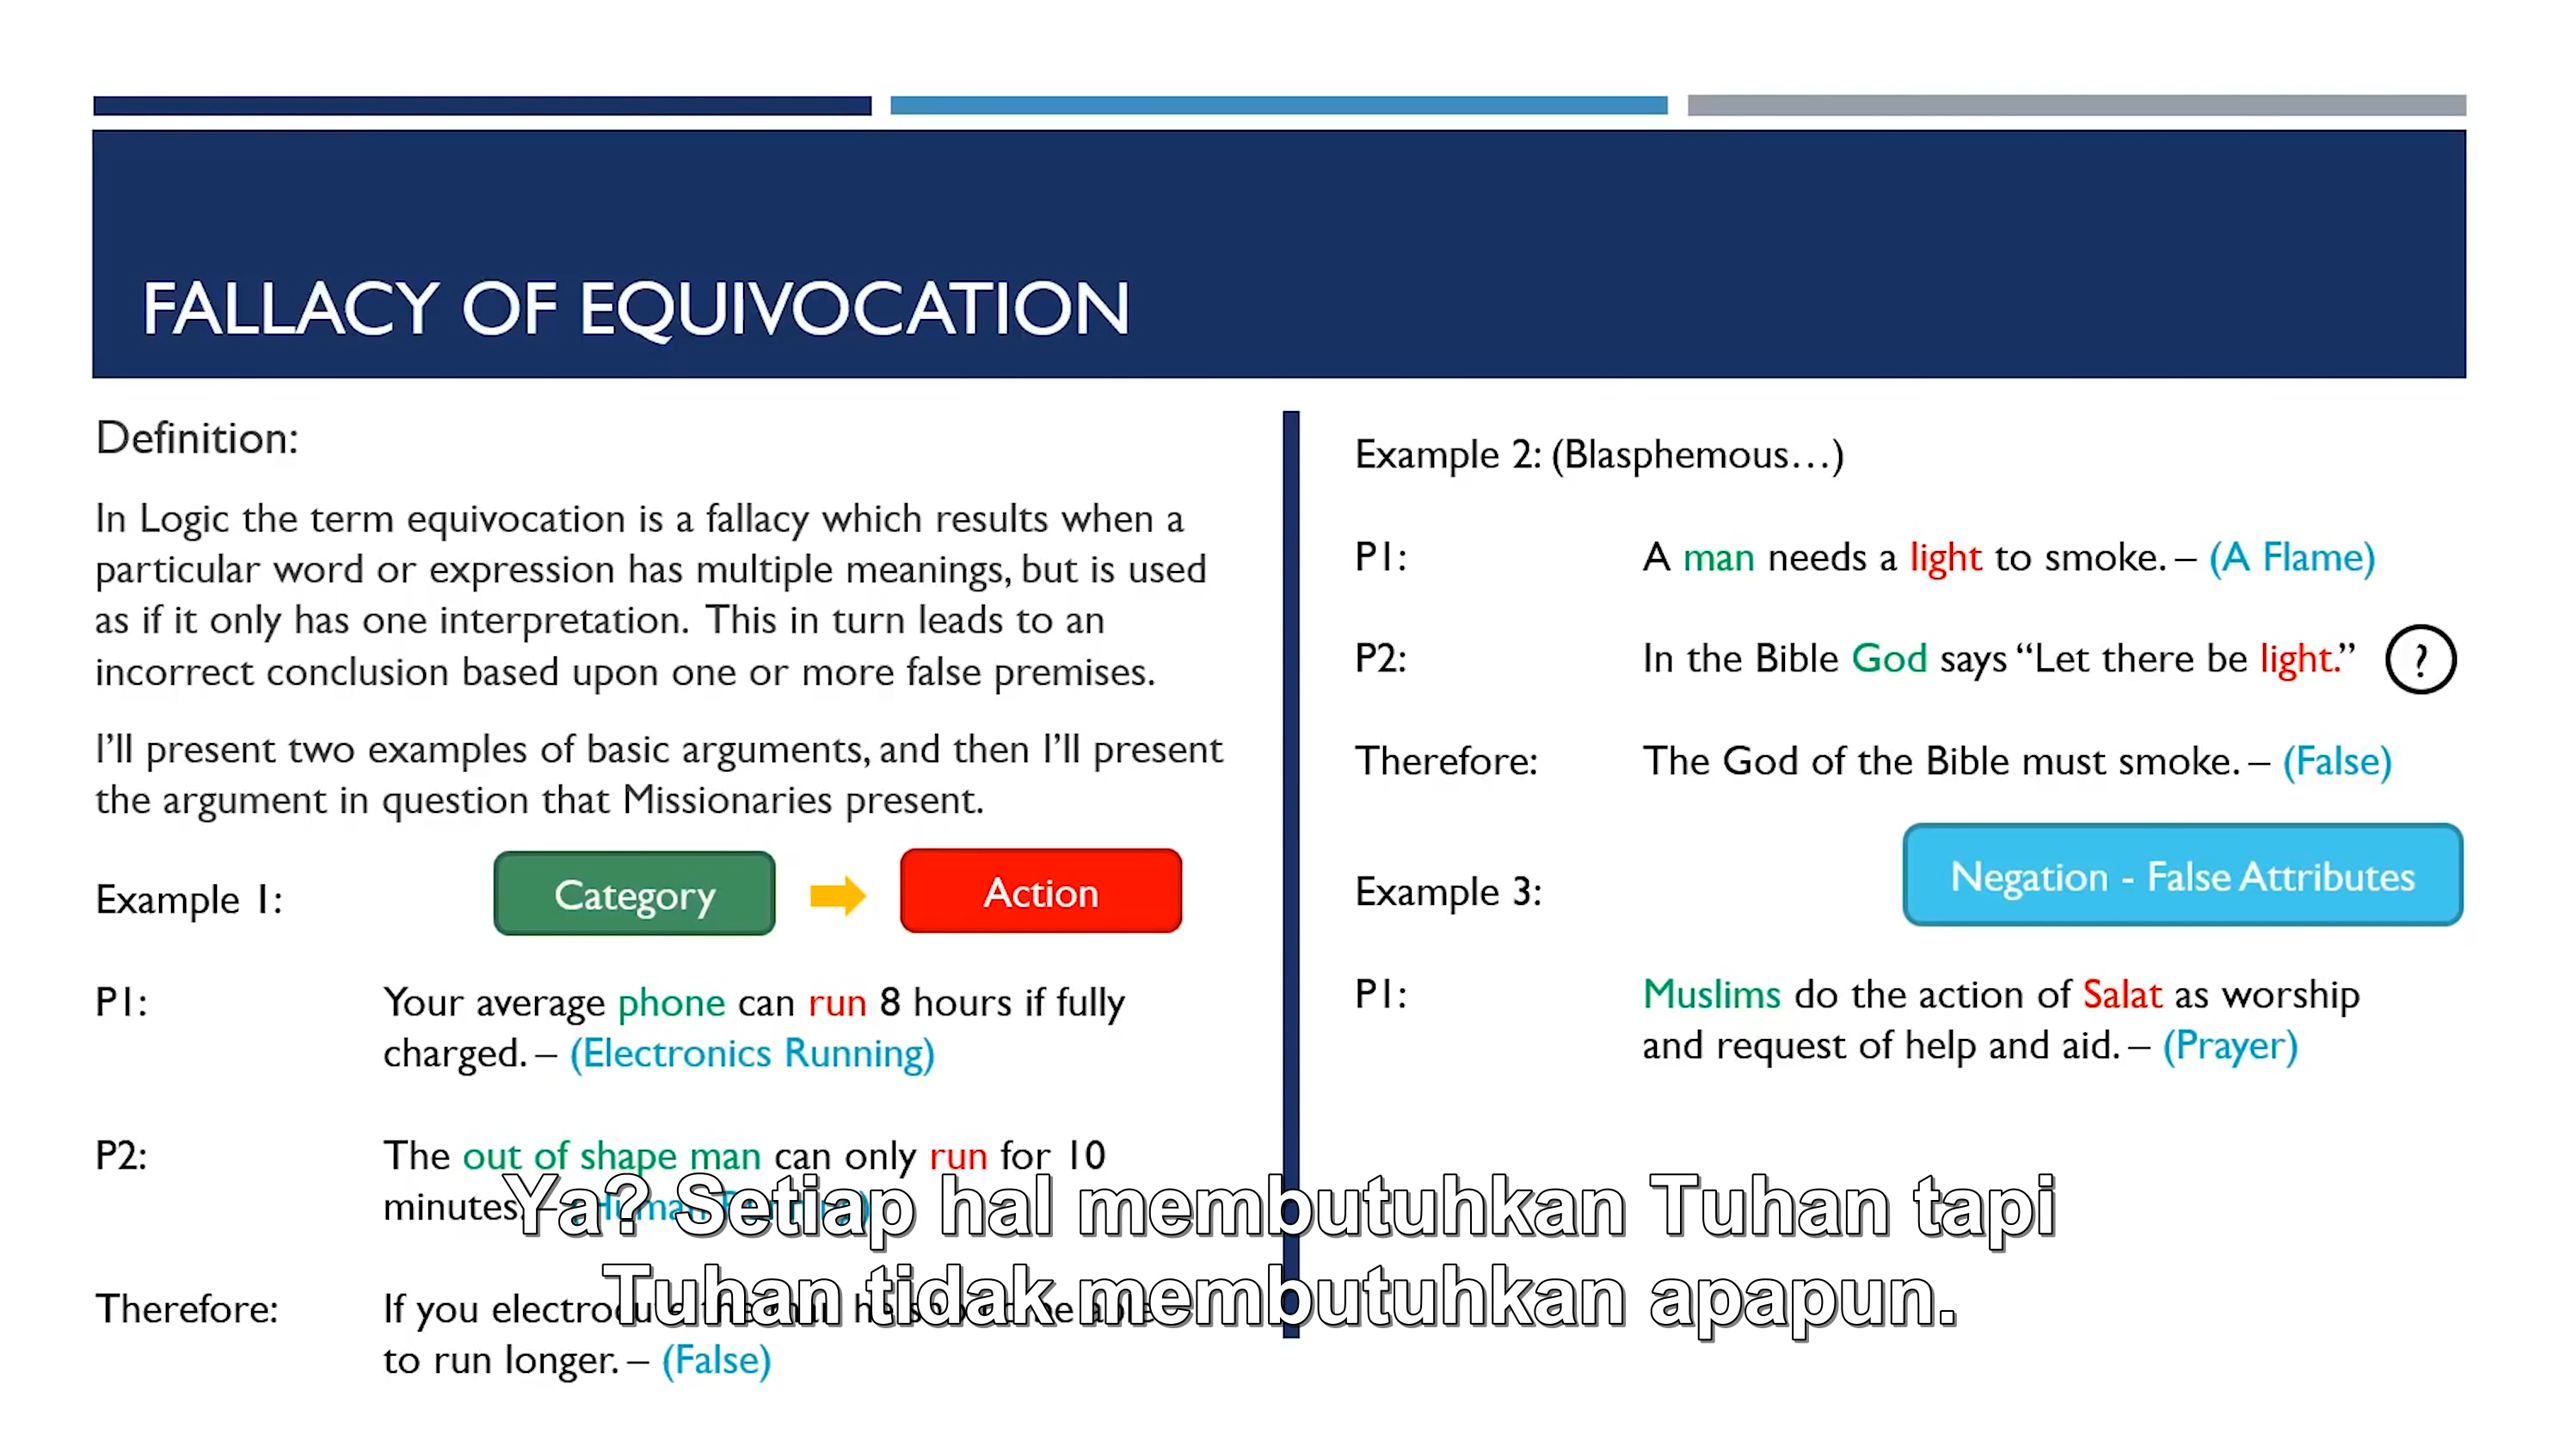 FALLACY OF EQUIVOCATION
Definition:
In Logic the term equivocation is a fallacy which results when a
particular word or expression has multiple meanings, but is used
as if it only has one interpretation. This in turn leads to an
incorrect conclusion based upon one or more false premises.
I'll present two examples of basic arguments, and then I'll present
the argument in question that Missionaries present.
Example 1:
Category
Action
P1:
Your average phone can run 8 hours if fully
charged. – (Electronics Running)
P2:
The out of shape man can only run for 10
minutes.
Therefore:
If you
to run longer. – (False)
Example 2: (Blasphemous…)
P1:
A man needs a light to smoke. – (A Flame)
P2:
In the Bible God says “Let there be light.” ?
Therefore:
The God of the Bible must smoke. – (False)
Example 3:
Negation - False Attributes
P1:
Muslims do the action of Salat as worship
and request of help and aid. – (Prayer)
Ya? Setiap hal membutuhkan Tuhan tapi
Tuhan tidak membutuhkan apapun.